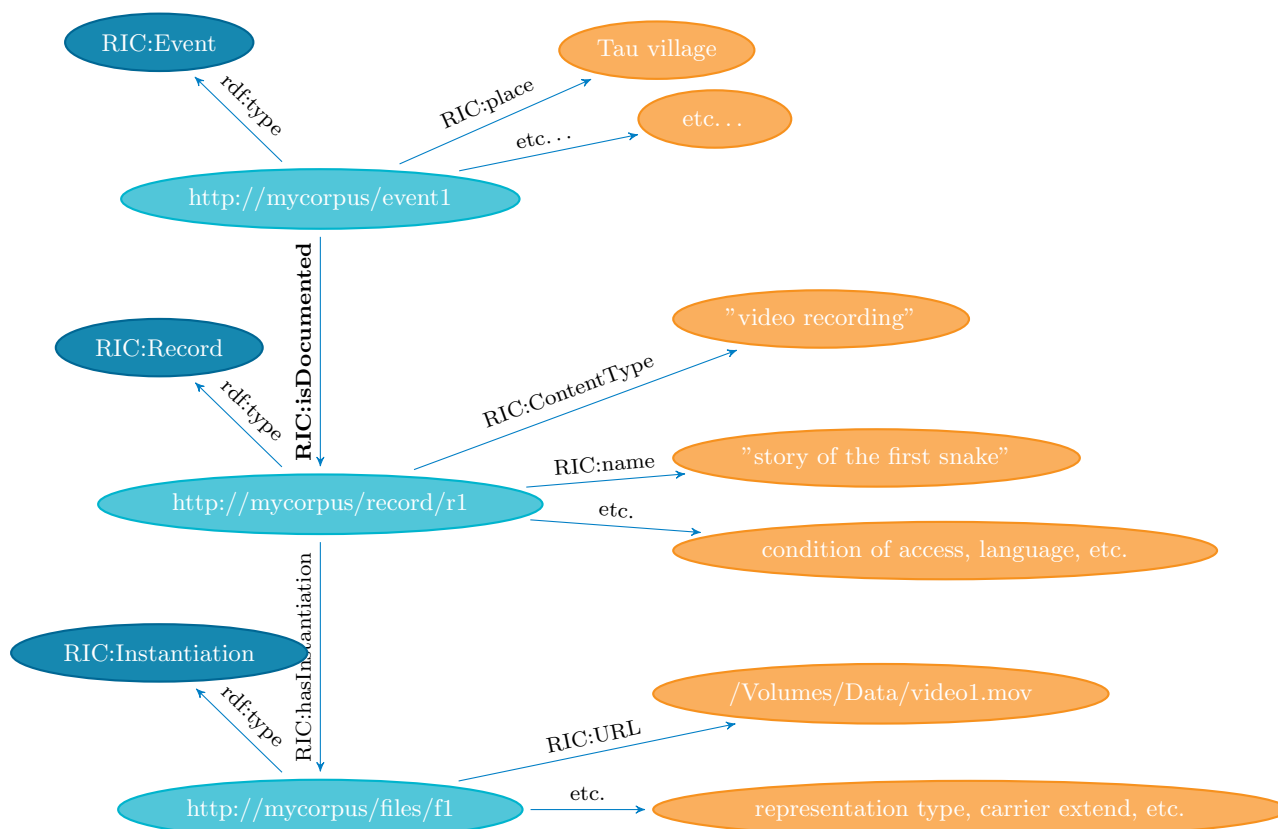 RIC:Event
Tau village
rdf:type
RIC:place
etc...
etc...
http://mycorpus/event1
RIC:isDocumented
RIC:Record
"video recording"
rdf:type
RIC:ContentType
RIC:name
”story of the first snake”
http://mycorpus/record/r1
etc.
condition of access, language, etc.
RIC:hasInstantiation
RIC:Instantiation
rdf:type
/Volumes/Data/video1.mov
RIC:URL
http://mycorpus/files/f1
etc.
representation type, carrier extend, etc.